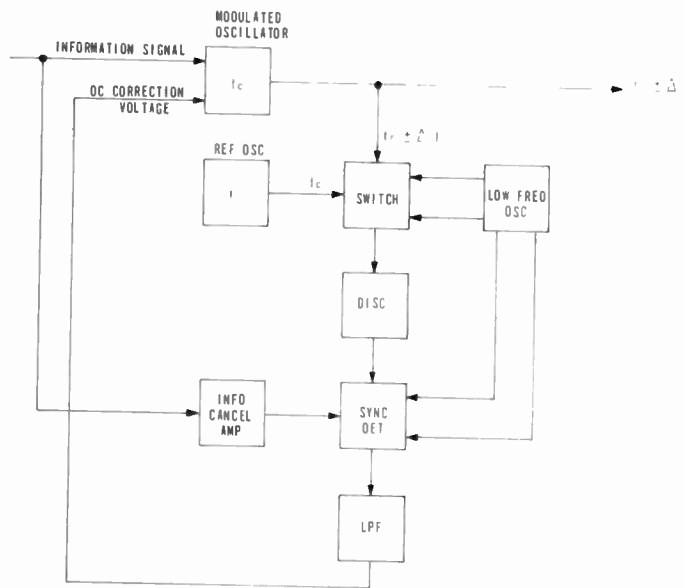 MODULATED
OSCILLATOR
INFORMATION SIGNAL
fc
DC CORRECTION
VOLTAGE
REF OSC
fc
SWITCH
LOW FREQ
OSC
DISC
INFO
CANCEL
AMP
SYNC
DET
LPF